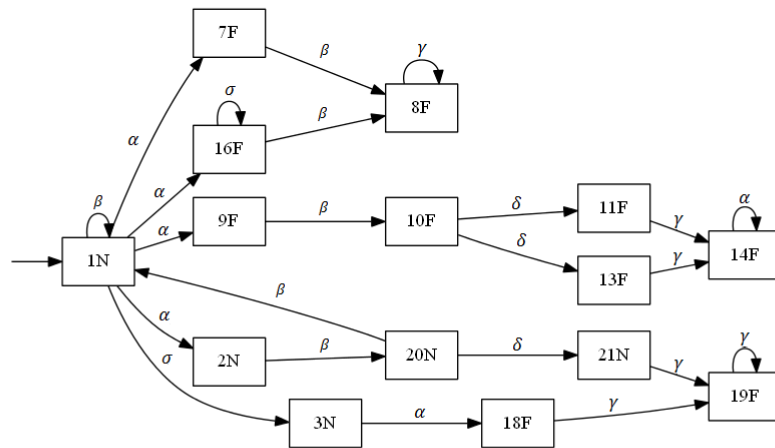 7F
β
γ
8F
σ
16F
β
α
α
β
1N
α
9F
β
10F
δ
11F
γ
α
14F
δ
13F
γ
β
α
2N
β
20N
δ
21N
γ
γ
19F
σ
3N
α
18F
γ